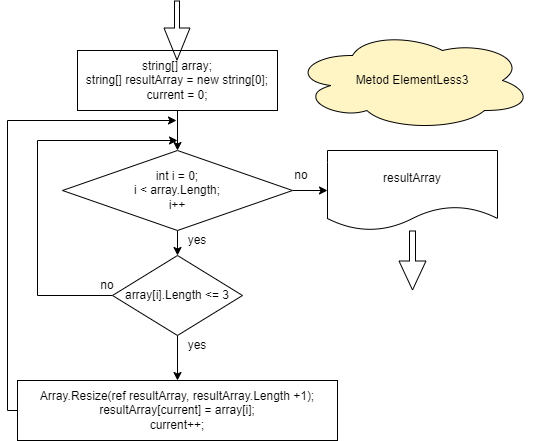 string[] array;
string[] resultArray = new string[0];
current = 0;
Metod ElementLess3
int i = 0;
i < array.Length;
i++
no
resultArray
yes
no
array[i].Length <= 3
yes
Array.Resize(ref resultArray, resultArray.Length +1);
resultArray[current] = array[i];
current++;